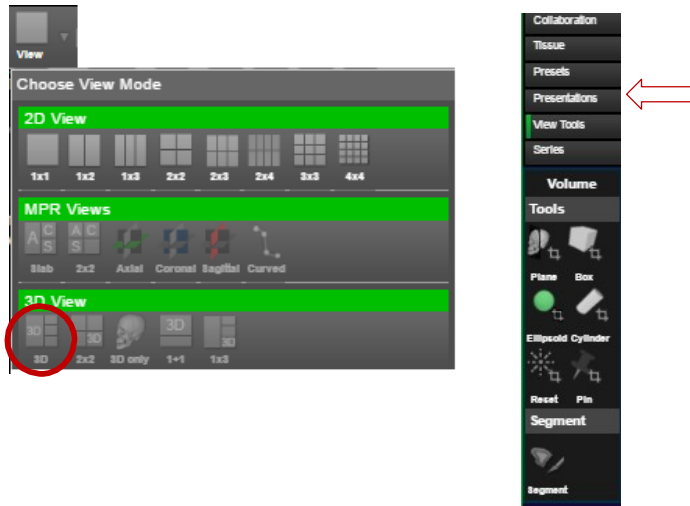 View
Choose View Mode
2D View
1x1 1x2 1x3 2x2 2x3 2x4 3x3 4x4
MPR Views
A C S A C S
Slab 2x2 Axial Coronal Sagittal Curved
3D View
3D 3D 3D 3D
3D 2x2 3D only 1+1 1x3
Collaboration
Tissue
Presets
Presentations
View Tools
Series
Volume
Tools
Plane Box
Ellipsoid Cylinder
Reset Pin
Segment
Segment